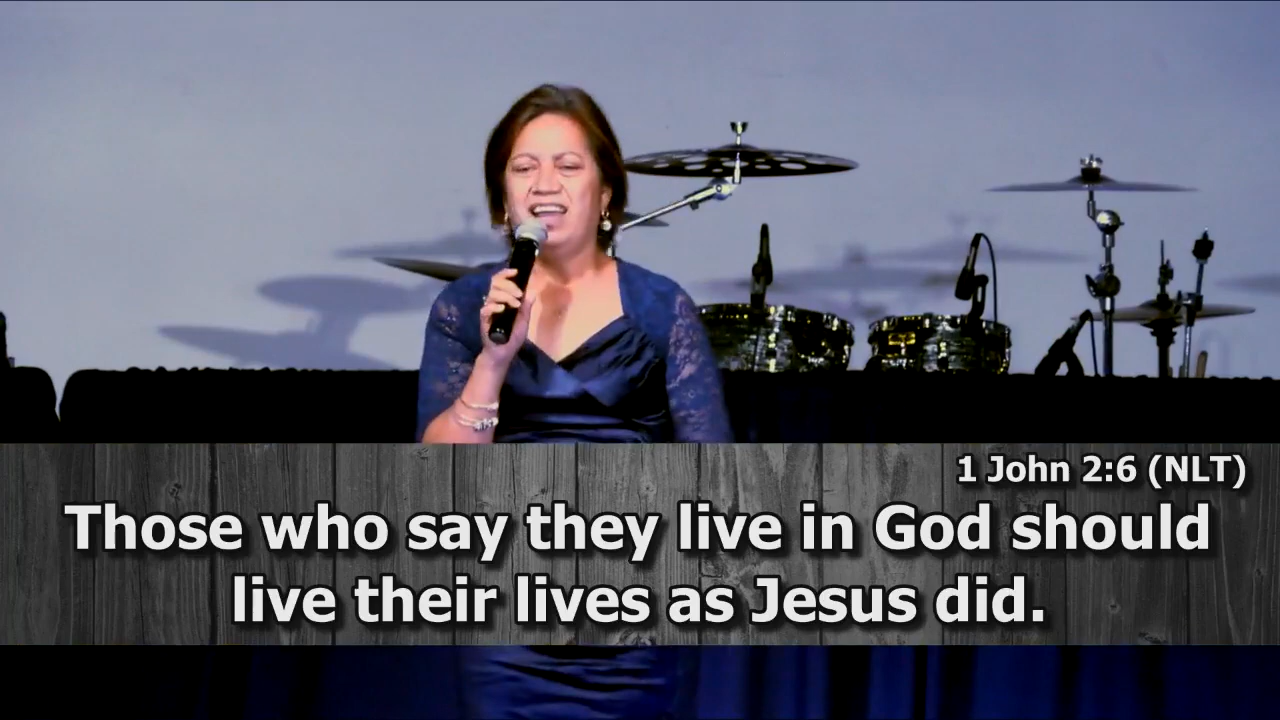 1 John 2:6 (NLT)
Those who say they live in God should
live their lives as Jesus did.